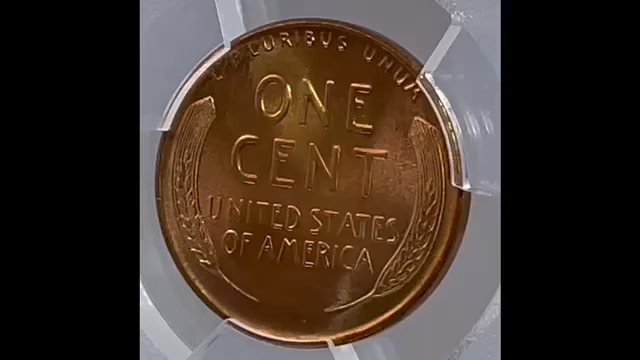 E PLURIBUS UNUM
ONE
CENT
UNITED STATES
OF AMERICA